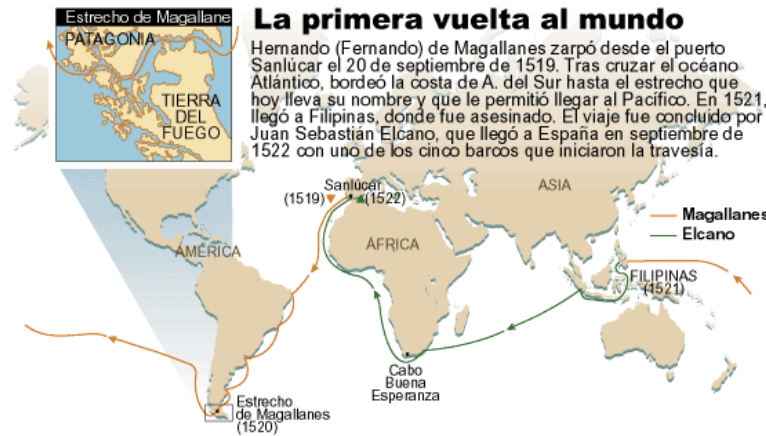 Estrecho de Magallane
PATAGONIA
TIERRA
DEL
FUEGO
La primera vuelta al mundo
Hernando (Fernando) de Magallanes zarpó desde el puerto
Sanlúcar el 20 de septiembre de 1519. Tras cruzar el océano
Atlántico, bordeó la costa de A. del Sur hasta el estrecho que
hoy lleva su nombre y que le permitió llegar al Pacífico. En 1521,
llegó a Filipinas, donde fue asesinado. El viaje fue concluido por
Juan Sebastián Elcano, que llegó a España en septiembre de
1522 con uno de los cinco barcos que iniciaron la travesía.
Sanlúcar
(1519)
(1522)
ASIA
Magallanes
Elcano
AMÉRICA
ÁFRICA
FILIPINAS
(1521)
Cabo
Buena
Esperanza
Estrecho
de Magallanes
(1520)